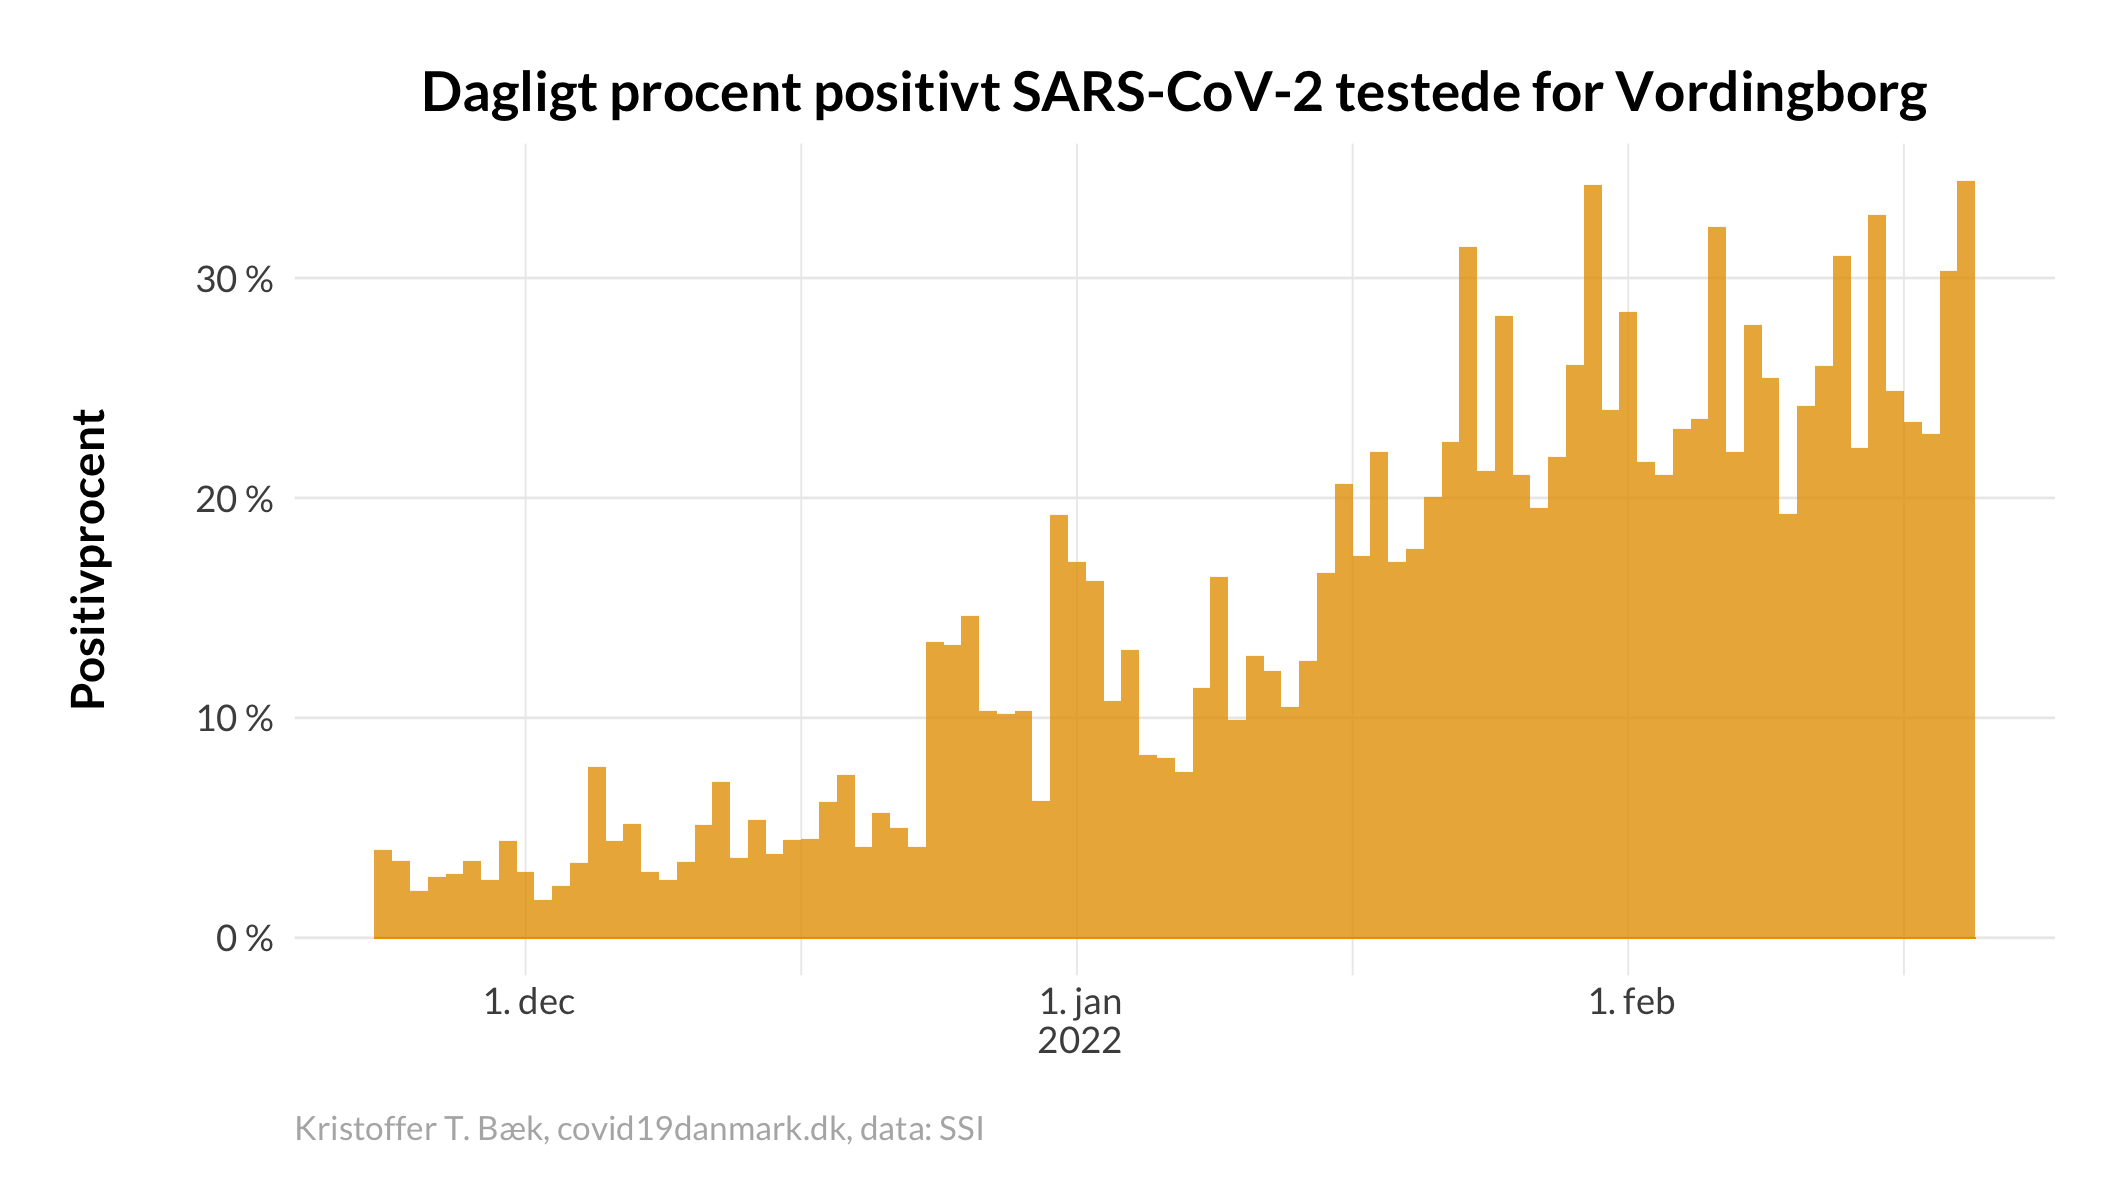 Dagligt procent positivt SARS-CoV-2 testede for Vordingborg
Positivprocent
30 %
20 %
10 %
0 %
1. dec
1. jan
2022
1. feb
Kristoffer T. Bæk, covid19danmark.dk, data: SSI